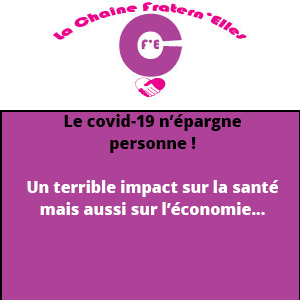 La Chaîne Fratern'Elles
F'E
Le covid-19 n'épargne
personne !
Un terrible impact sur la santé
mais aussi sur l'économie...